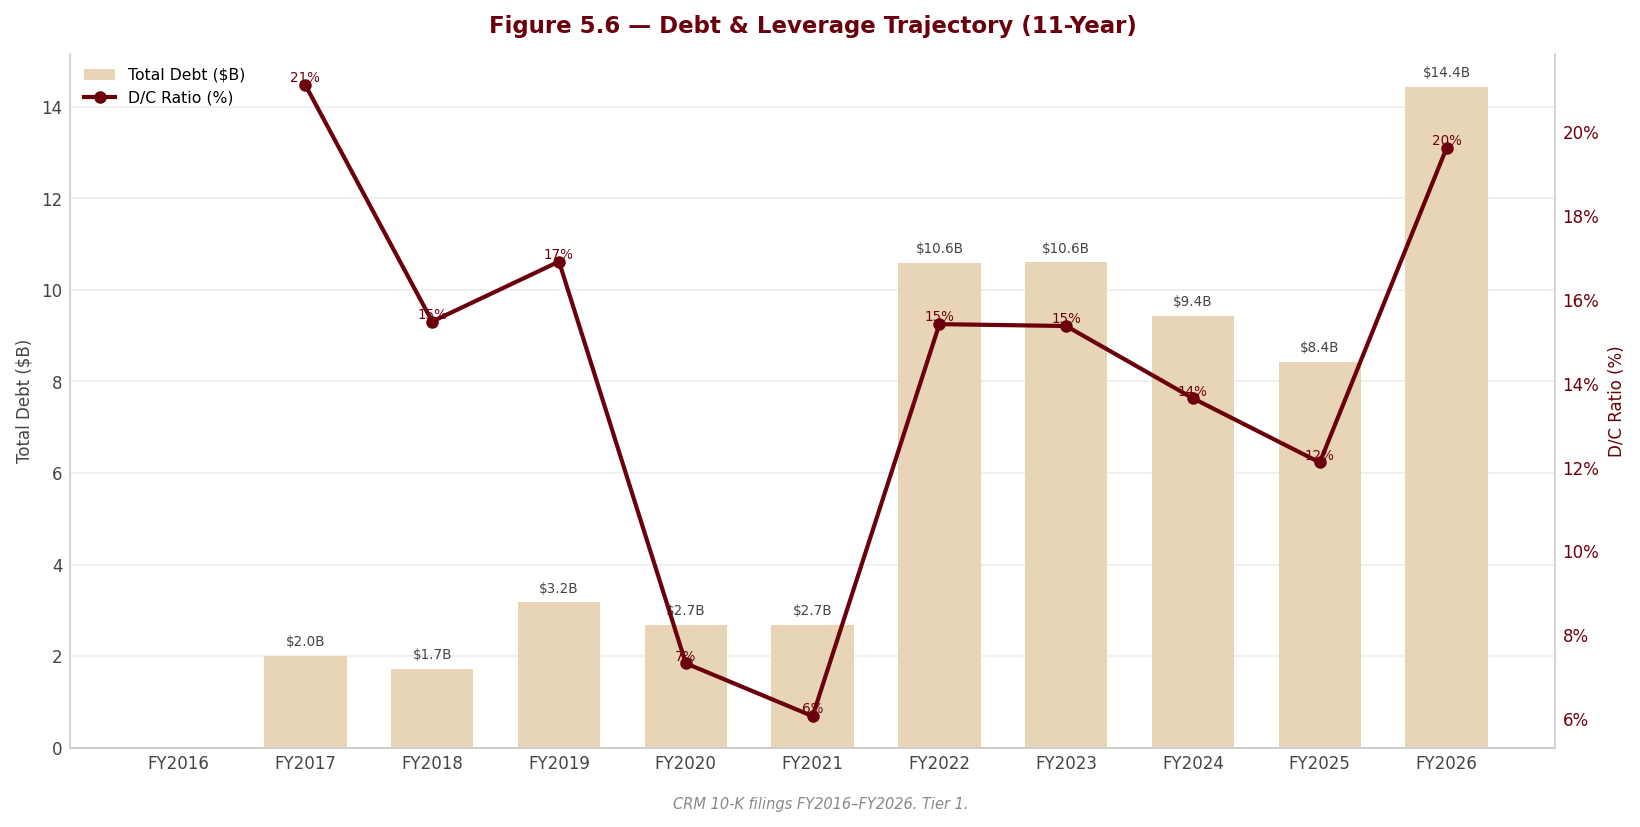 Figure 5.6 — Debt & Leverage Trajectory (11-Year)
Total Debt ($B)
D/C Ratio (%)
21%
15%
17%
7%
6%
15%
15%
14%
12%
20%
$2.0B
$1.7B
$3.2B
$2.7B
$2.7B
$10.6B
$10.6B
$9.4B
$8.4B
$14.4B
Total Debt ($B)
14
12
10
8
6
4
2
0
D/C Ratio (%)
20%
18%
16%
14%
12%
10%
8%
6%
FY2016 FY2017 FY2018 FY2019 FY2020 FY2021 FY2022 FY2023 FY2024 FY2025 FY2026
CRM 10-K filings FY2016–FY2026. Tier 1.